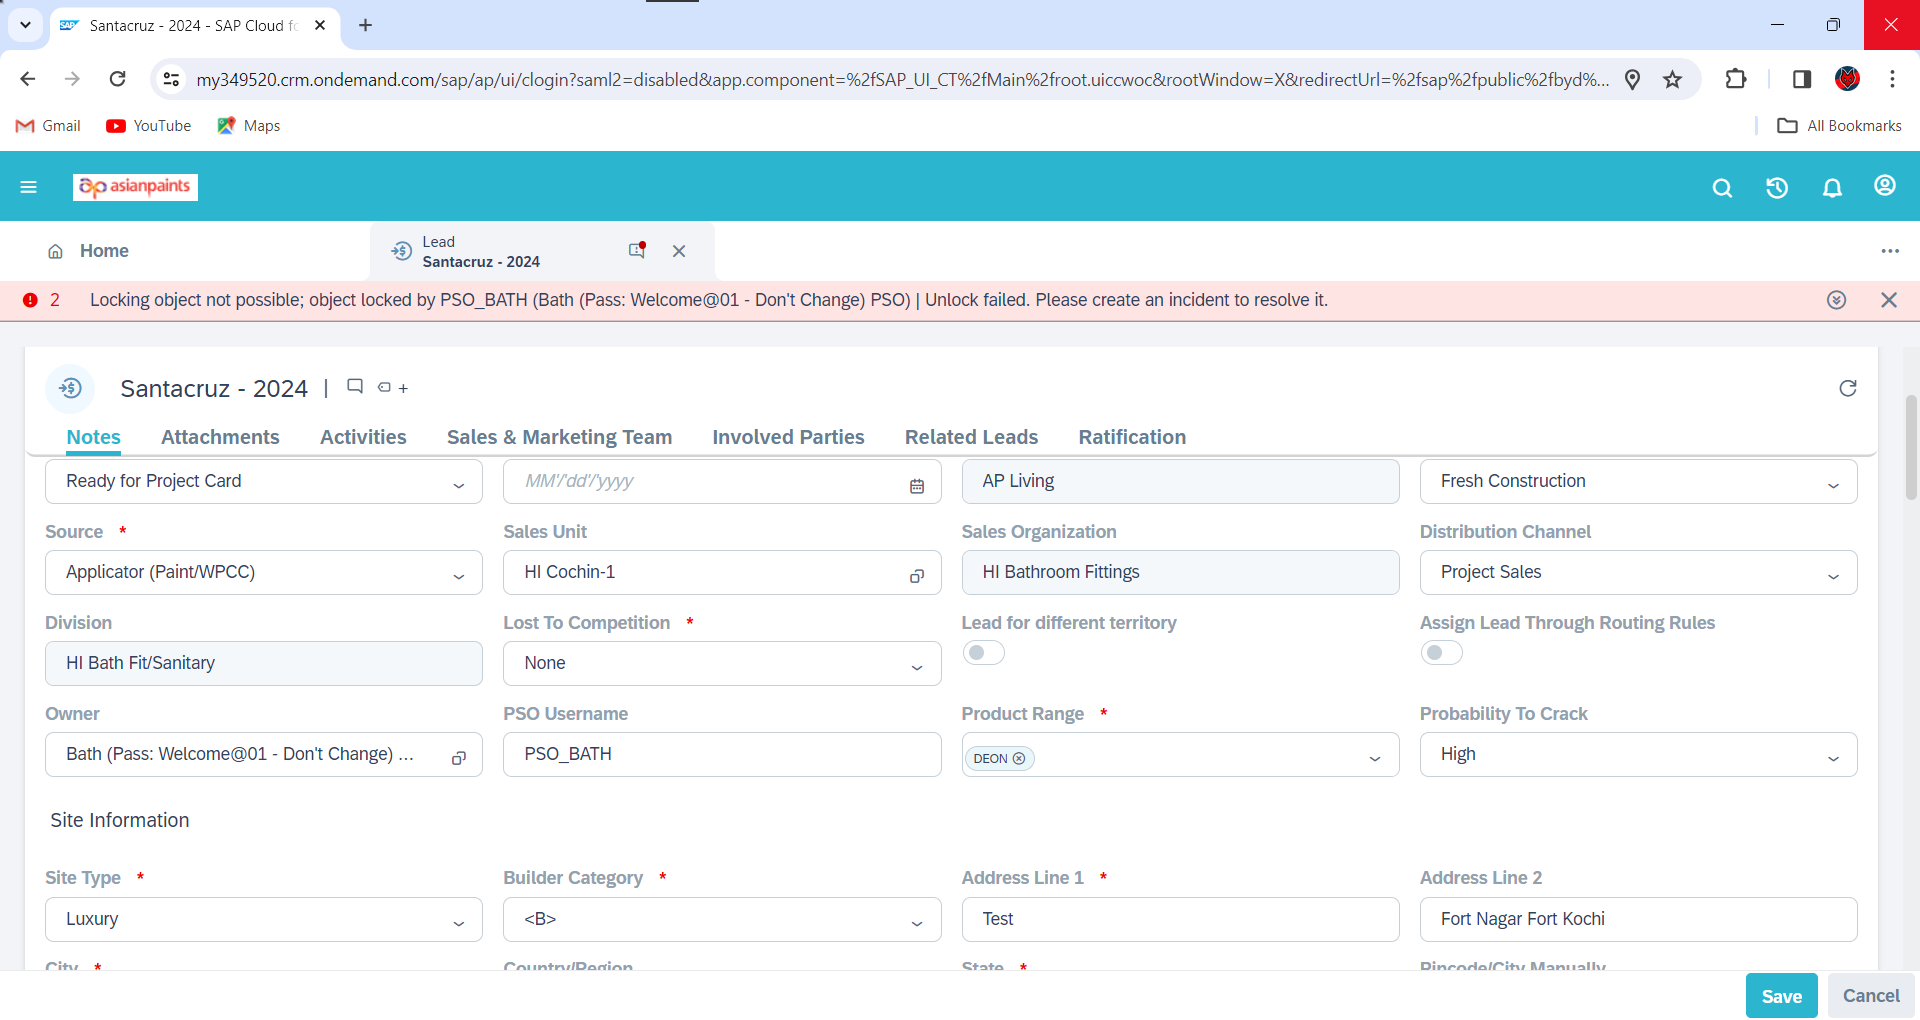 Santacruz - 2024 - SAP Cloud fo
my349520.crm.ondemand.com/sap/ap/ui/clogin?saml2=disabled&app.component=%2fSAP_UI_CT%2fMain%2froot.uiccwoc&rootWindow=X&redirectUrl=%2fsap%2fpublic%2fbyd%...
Gmail YouTube Maps All Bookmarks
asianpaints
Home
Lead
Santacruz - 2024
2 Locking object not possible; object locked by PSO_BATH (Bath (Pass: Welcome@01 - Don't Change) PSO) | Unlock failed. Please create an incident to resolve it.
Santacruz - 2024 | +
Notes Attachments Activities Sales & Marketing Team Involved Parties Related Leads Ratification
Ready for Project Card MM'/'dd'/'yyyy AP Living Fresh Construction
Source * Sales Unit Sales Organization Distribution Channel
Applicator (Paint/WPCC) HI Cochin-1 HI Bathroom Fittings Project Sales
Division Lost To Competition * Lead for different territory Assign Lead Through Routing Rules
HI Bath Fit/Sanitary None
Owner PSO Username Product Range * Probability To Crack
Bath (Pass: Welcome@01 - Don't Change) ... PSO_BATH DEON High
Site Information
Site Type * Builder Category * Address Line 1 * Address Line 2
Luxury <B> Test Fort Nagar Fort Kochi
City * Country/Region State * Pincode/City Manually
Save Cancel